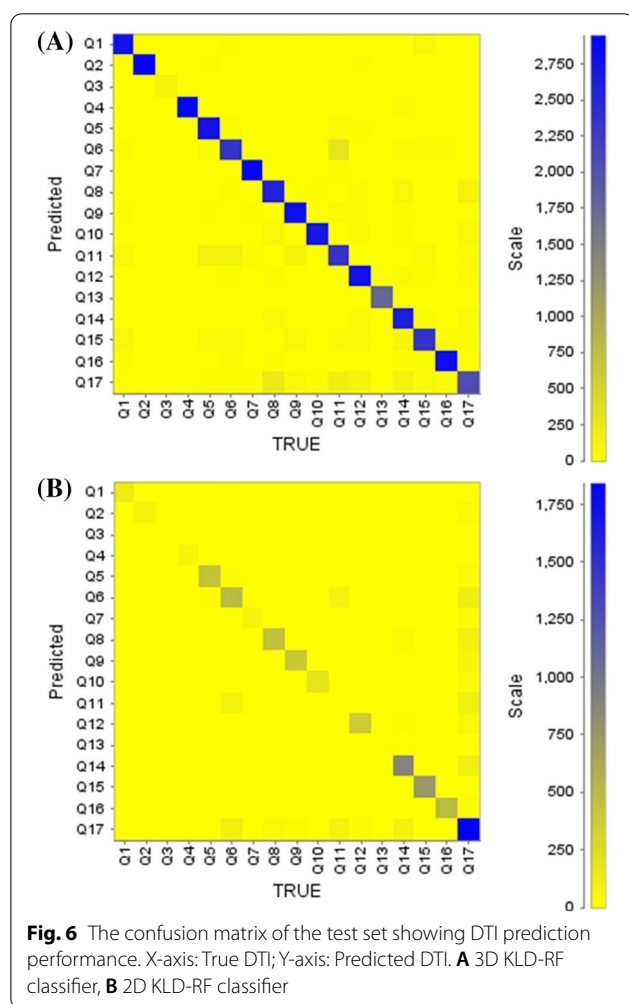 (A)
Q1
Q2
Q3
Q4
Q5
Q6
Q7
Q8
Q9
Q10
Q11
Q12
Q13
Q14
Q15
Q16
Q17
Predicted
Q1 Q2 Q3 Q4 Q5 Q6 Q7 Q8 Q9 Q10 Q11 Q12 Q13 Q14 Q15 Q16 Q17
TRUE
2,750
2,500
2,250
2,000
1,750
1,500
1,250
1,000
750
500
250
0
Scale
(B)
Q1
Q2
Q3
Q4
Q5
Q6
Q7
Q8
Q9
Q10
Q11
Q12
Q13
Q14
Q15
Q16
Q17
Predicted
Q1 Q2 Q3 Q4 Q5 Q6 Q7 Q8 Q9 Q10 Q11 Q12 Q13 Q14 Q15 Q16 Q17
TRUE
1,750
1,500
1,250
1,000
750
500
250
0
Scale
Fig. 6 The confusion matrix of the test set showing DTI prediction
performance. X-axis: True DTI; Y-axis: Predicted DTI. A 3D KLD-RF
classifier, B 2D KLD-RF classifier